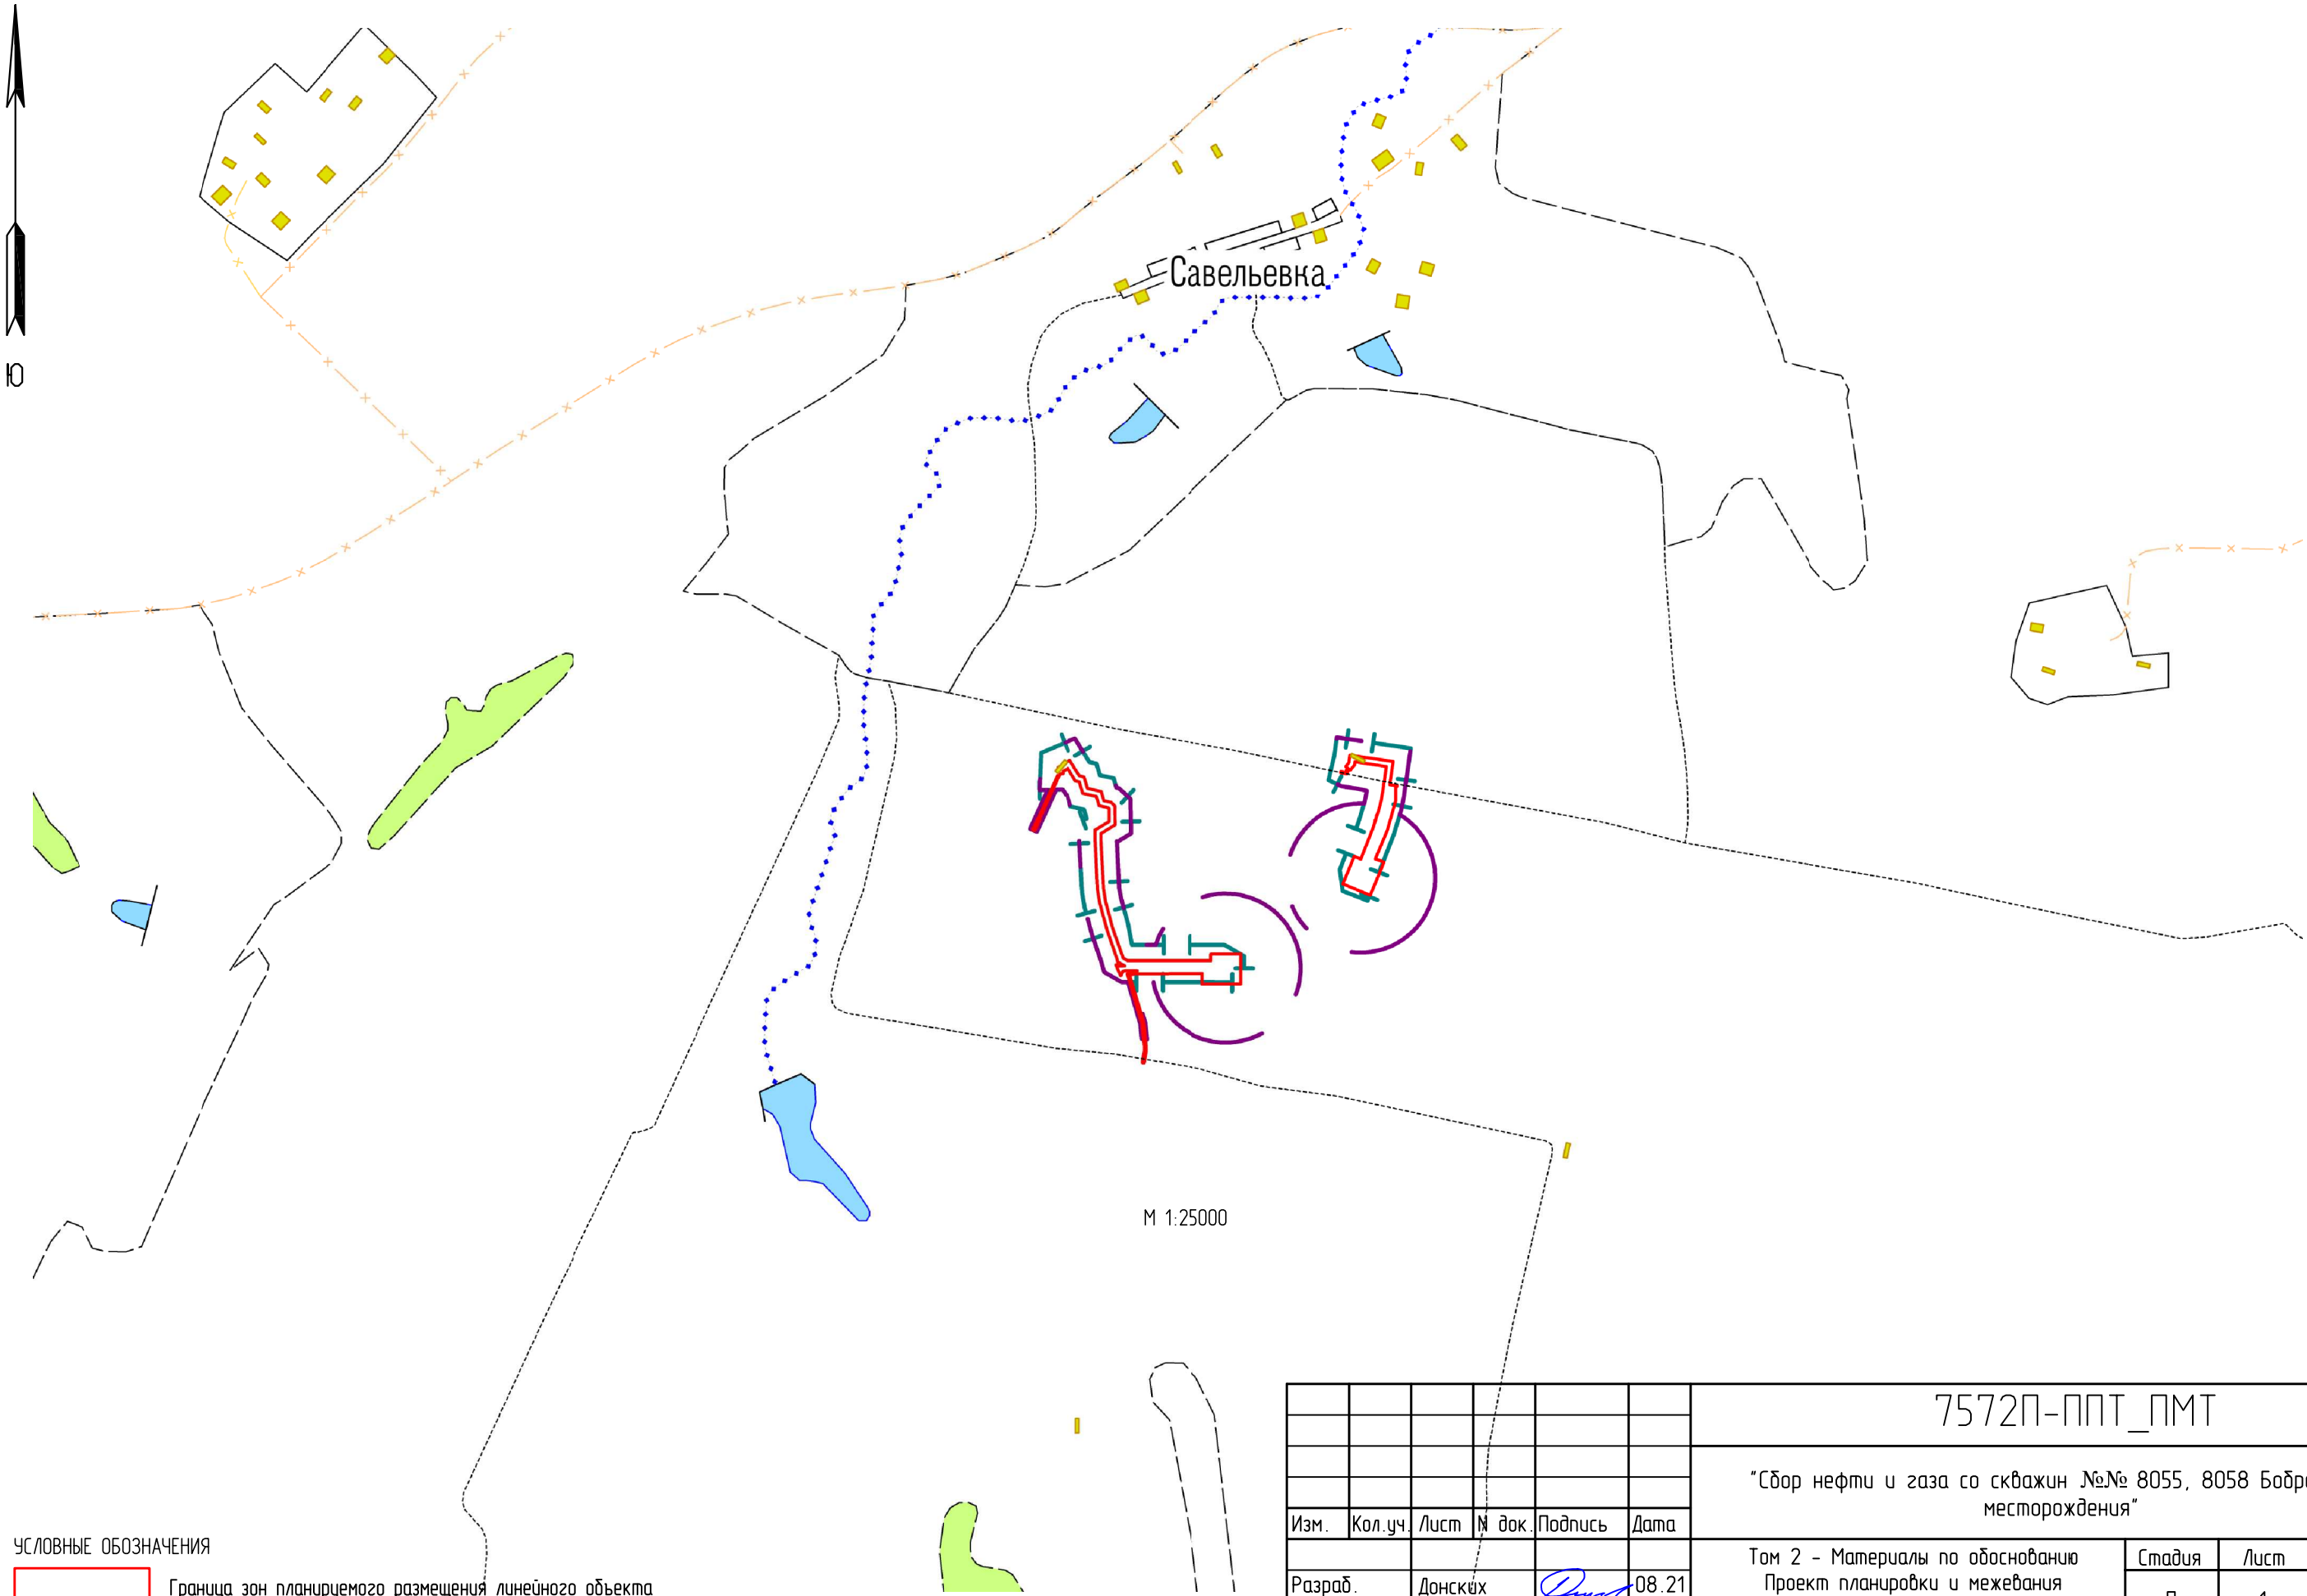 Ю
Савельевка
М 1:25000
7572П-ППТ_ПМТ
"Сбор нефти и газа со скважин №№ 8055, 8058
месторождения"
Изм. Кол.уч. Лист N док. Подпись Дата
Том 2 - Материалы по обоснованию
Проект планировки и межевания
Стадия Лист
Разраб. Донских 08.21
УСЛОВНЫЕ ОБОЗНАЧЕНИЯ
Граница зон планируемого размещения линейного объекта